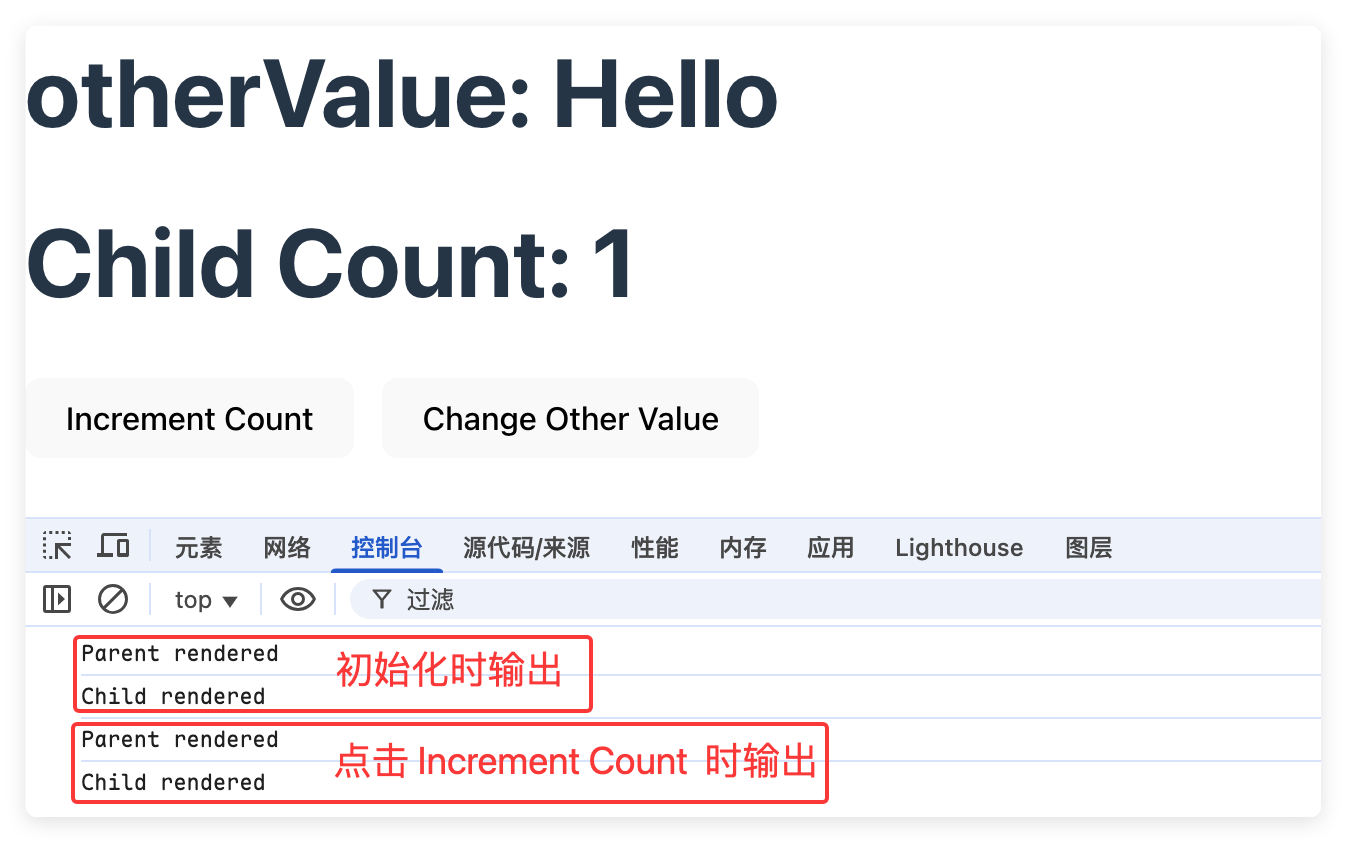 otherValue: Hello
Child Count: 1
Increment Count Change Other Value
元素 网络 控制台 源代码/来源 性能 内存 应用 Lighthouse 图层
top 过滤
Parent rendered
初始化时输出
Child rendered
Parent rendered
点击 Increment Count 时输出
Child rendered